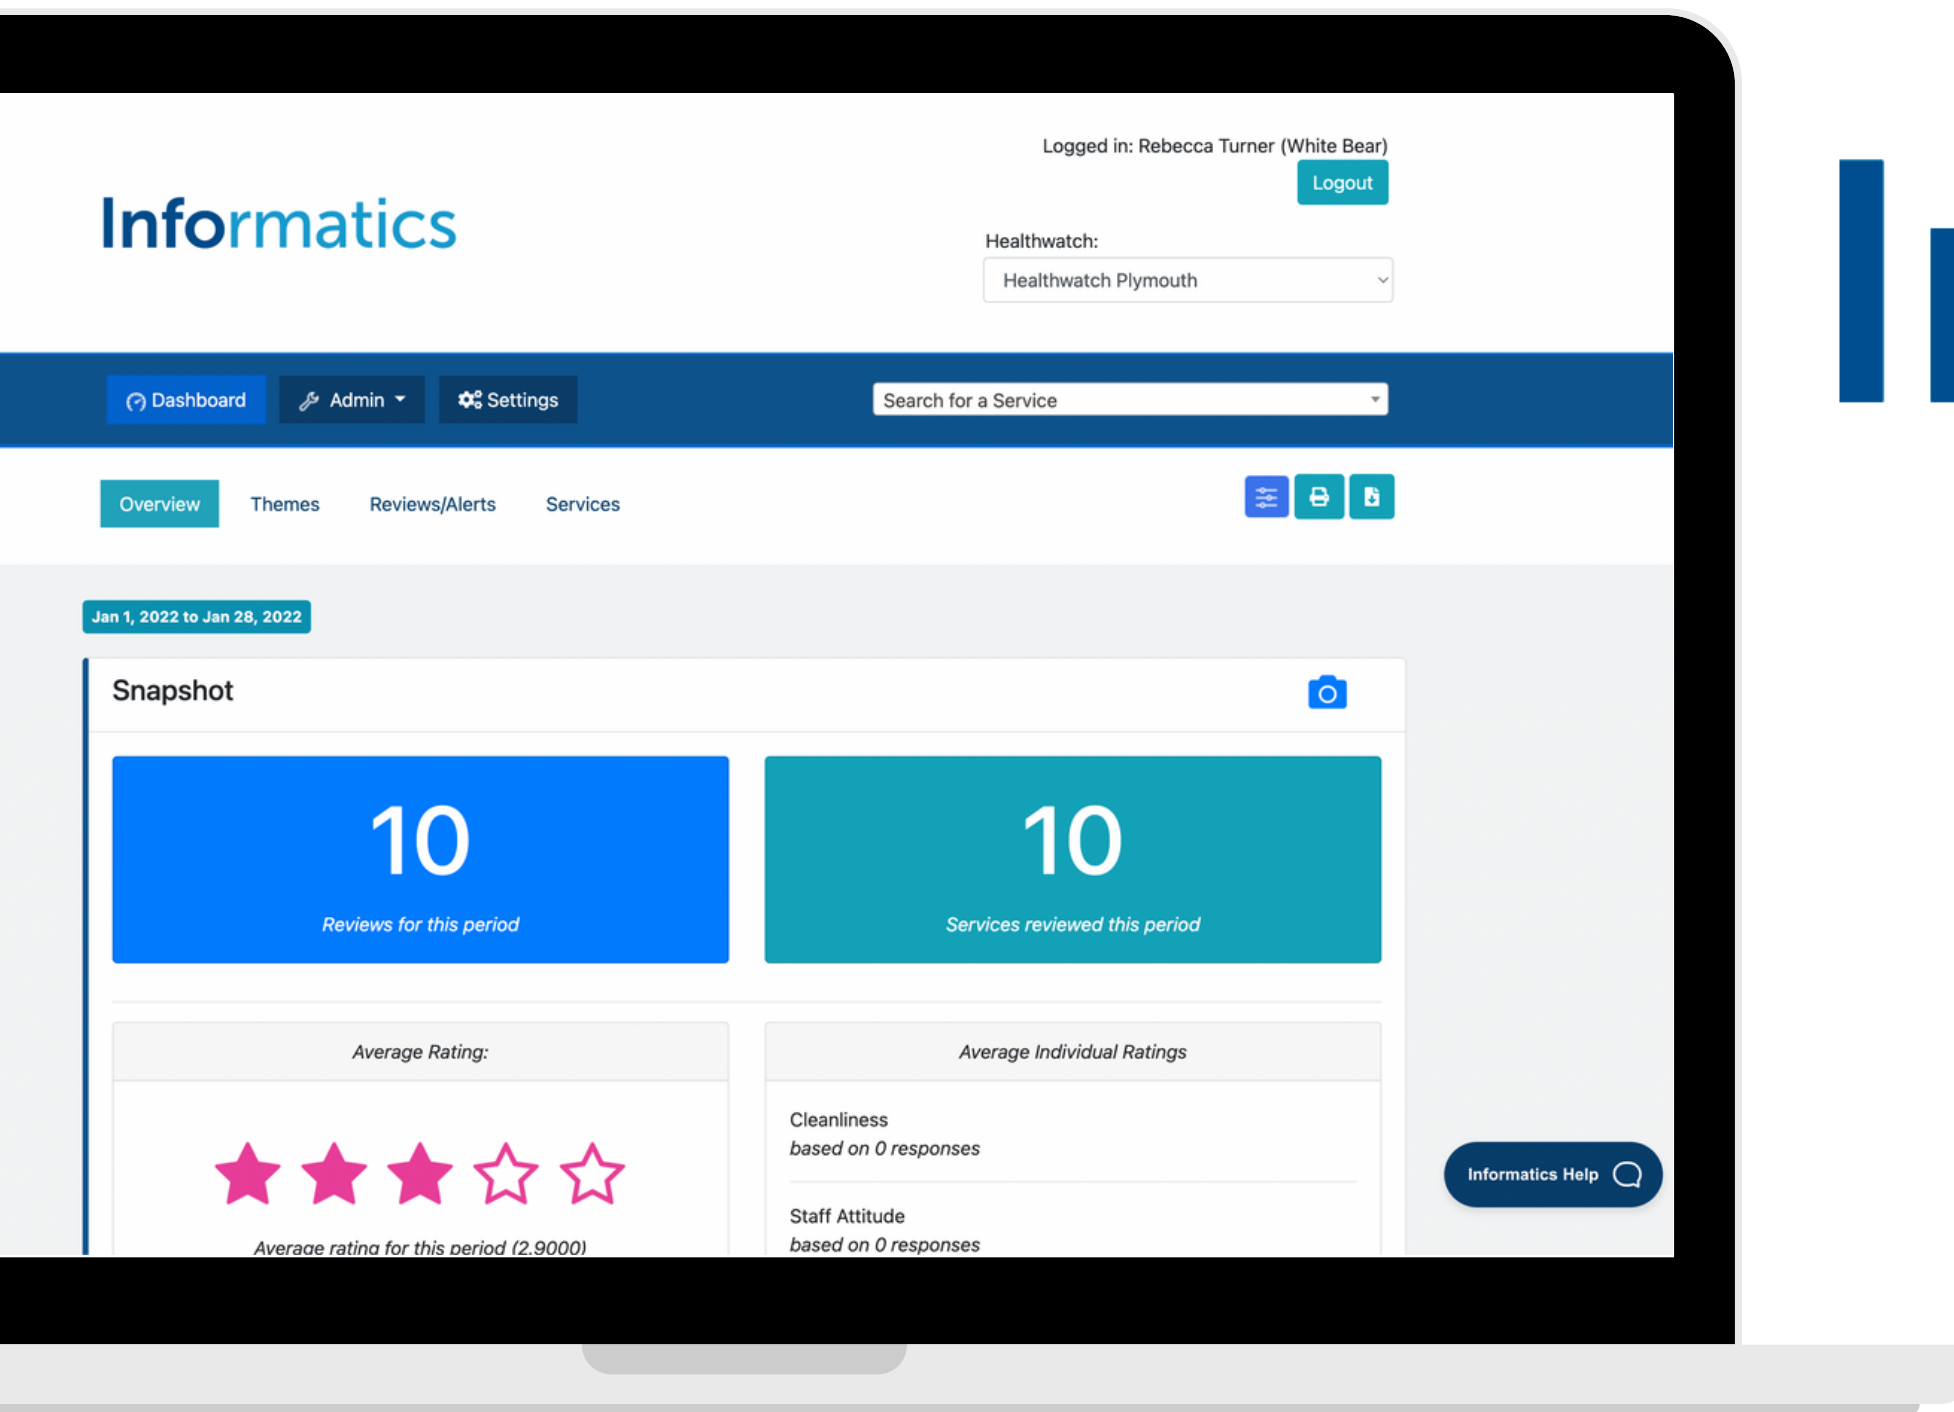 Logged in: Rebecca Turner (White Bear)
Logout
Informatics
Healthwatch:
Healthwatch Plymouth
Dashboard
Admin
Settings
Search for a Service
Overview
Themes
Reviews/Alerts
Services
Jan 1, 2022 to Jan 28, 2022
Snapshot
10
Reviews for this period
10
Services reviewed this period
Average Rating:
Average rating for this period (2.9000)
Average Individual Ratings
Cleanliness
based on 0 responses
Staff Attitude
based on 0 responses
Informatics Help